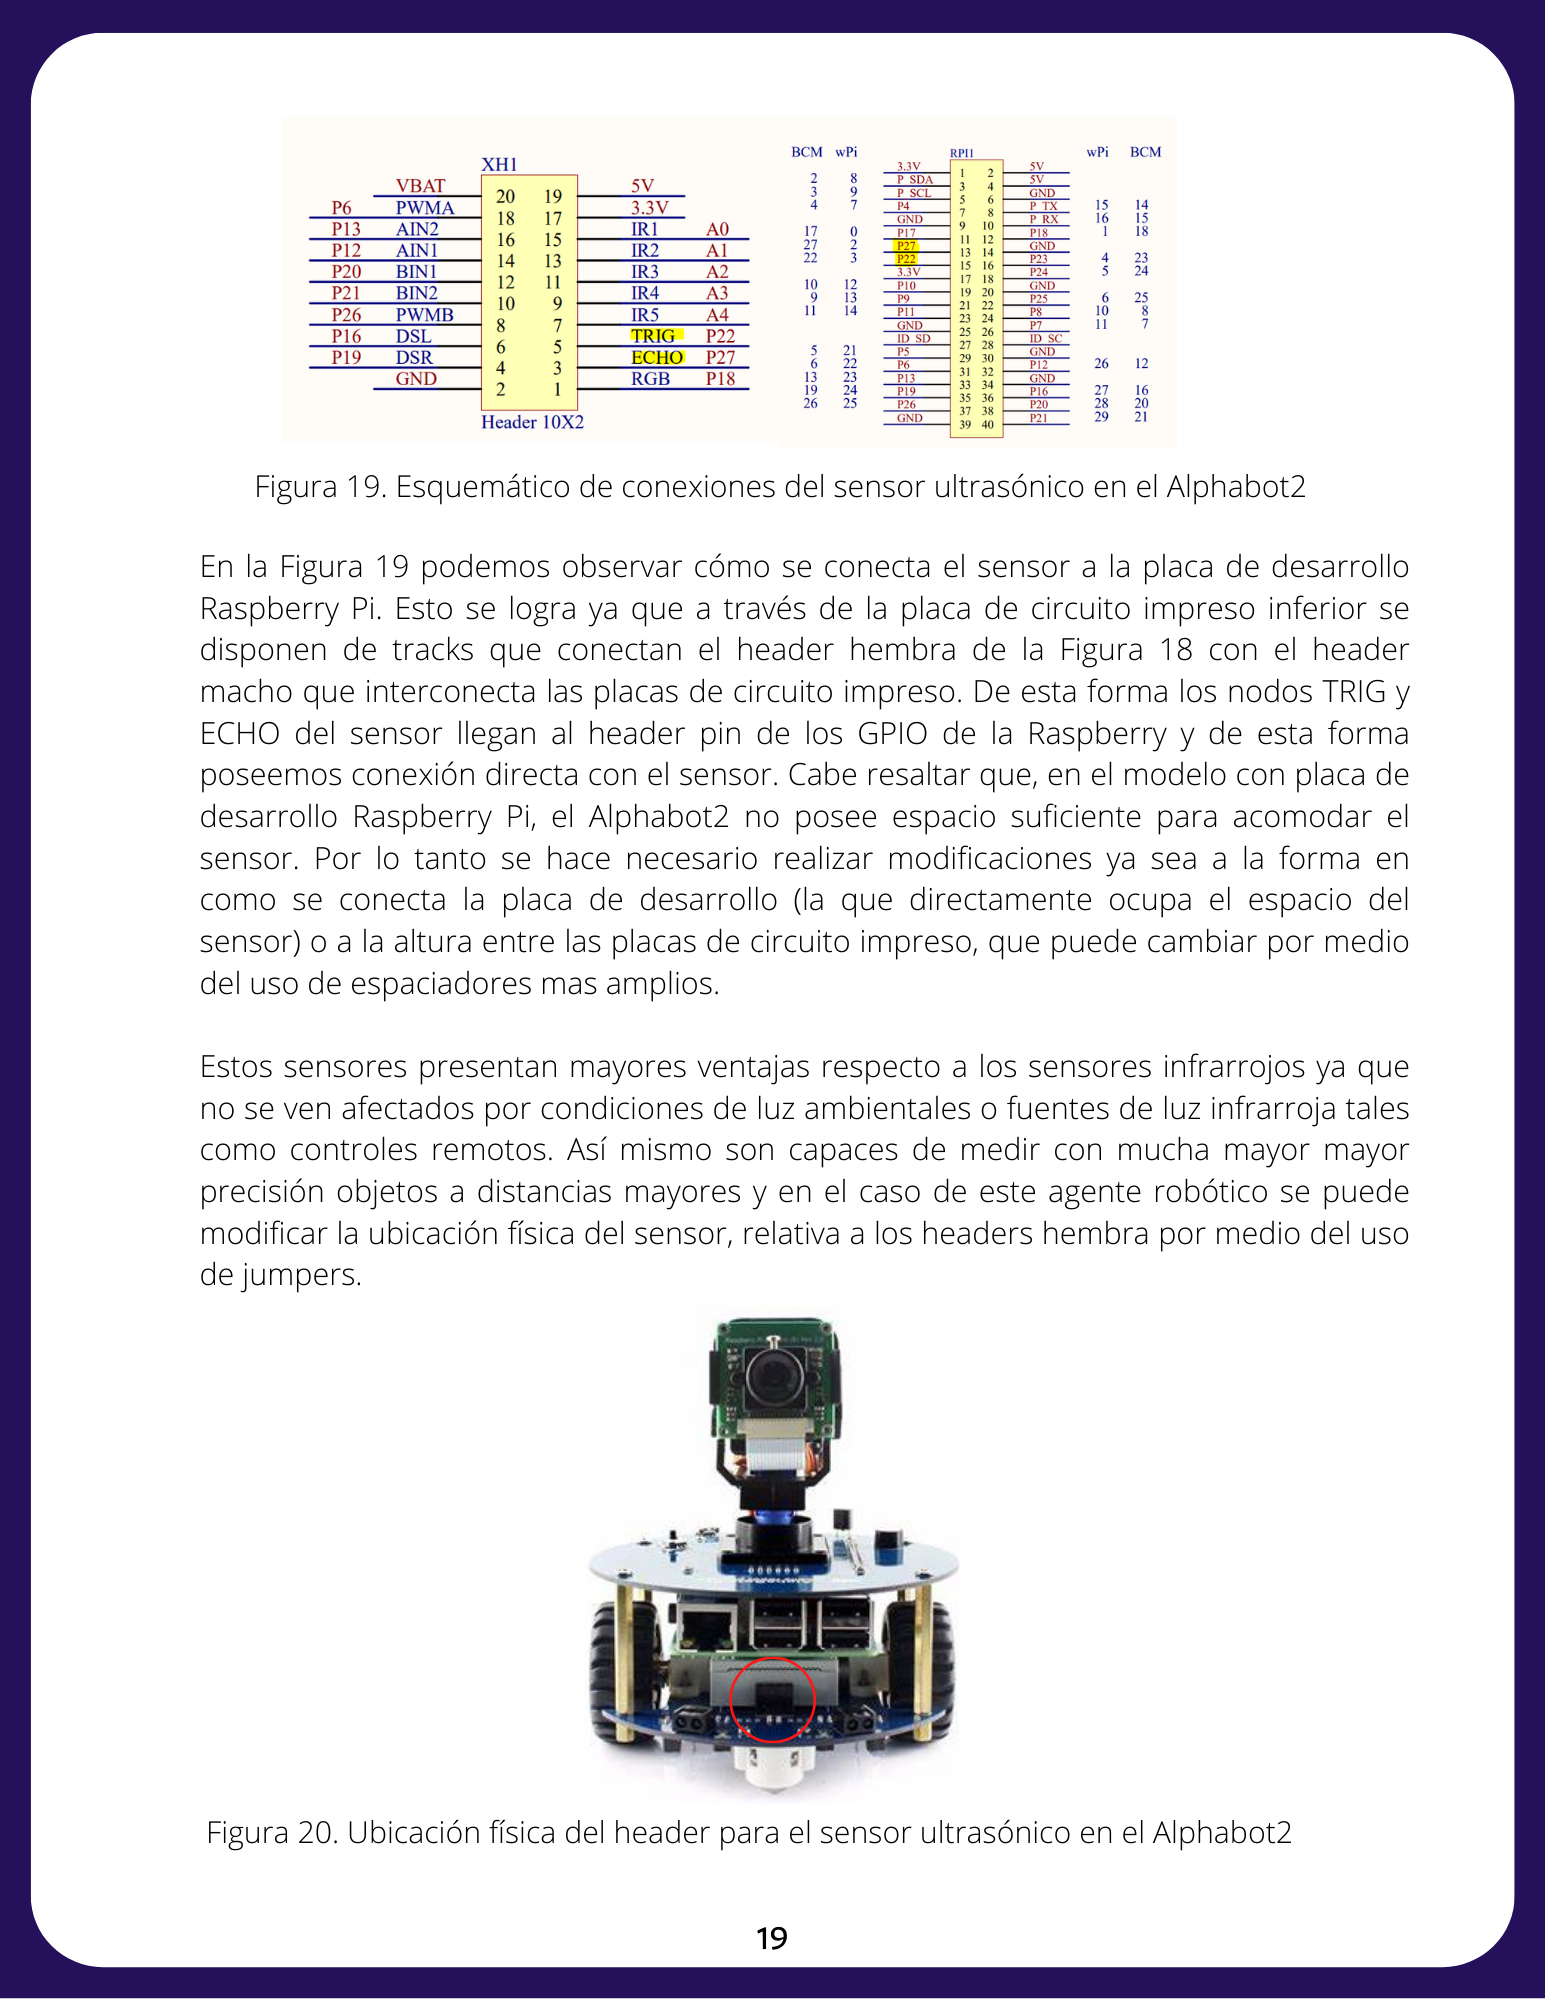 XH1
VBAT 20 19 5V
P6 PWMA 18 17 3.3V
P13 AIN2 16 15 IR1 A0
P12 AIN1 14 13 IR2 A1
P20 BIN1 12 11 IR3 A2
P21 BIN2 10 9 IR4 A3
P26 PWMB 8 7 IR5 A4
P16 DSL 6 5 TRIG P22
P19 DSR 4 3 ECHO P27
GND 2 1 RGB P18
Header 10X2
BCM wPi RPI1 wPi BCM
3.3V 1 2 5V
2 8 P_SDA 3 4 5V
3 9 P_SCL 5 6 GND
4 7 P4 7 8 P_TX 15 14
GND 9 10 P_RX 16 15
17 0 P17 11 12 P18 1 18
27 2 P27 13 14 GND
22 3 P22 15 16 P23 4 23
3.3V 17 18 P24 5 24
10 12 P10 19 20 GND
9 13 P9 21 22 P25 6 25
11 14 P11 23 24 P8 10 8
GND 25 26 P7 11 7
ID_SD 27 28 ID_SC
5 21 P5 29 30 GND
6 22 P6 31 32 P12 26 12
13 23 P13 33 34 GND
19 24 P19 35 36 P16 27 16
26 25 P26 37 38 P20 28 20
GND 39 40 P21 29 21
Figura 19. Esquemático de conexiones del sensor ultrasónico en el Alphabot2
En la Figura 19 podemos observar cómo se conecta el sensor a la placa de desarrollo
Raspberry Pi. Esto se logra ya que a través de la placa de circuito impreso inferior se
disponen de tracks que conectan el header hembra de la Figura 18 con el header
macho que interconecta las placas de circuito impreso. De esta forma los nodos TRIG y
ECHO del sensor llegan al header pin de los GPIO de la Raspberry y de esta forma
poseemos conexión directa con el sensor. Cabe resaltar que, en el modelo con placa de
desarrollo Raspberry Pi, el Alphabot2 no posee espacio suficiente para acomodar el
sensor. Por lo tanto se hace necesario realizar modificaciones ya sea a la forma en
como se conecta la placa de desarrollo (la que directamente ocupa el espacio del
sensor) o a la altura entre las placas de circuito impreso, que puede cambiar por medio
del uso de espaciadores mas amplios.
Estos sensores presentan mayores ventajas respecto a los sensores infrarrojos ya que
no se ven afectados por condiciones de luz ambientales o fuentes de luz infrarroja tales
como controles remotos. Así mismo son capaces de medir con mucha mayor mayor
precisión objetos a distancias mayores y en el caso de este agente robótico se puede
modificar la ubicación física del sensor, relativa a los headers hembra por medio del uso
de jumpers.
Figura 20. Ubicación física del header para el sensor ultrasónico en el Alphabot2
19